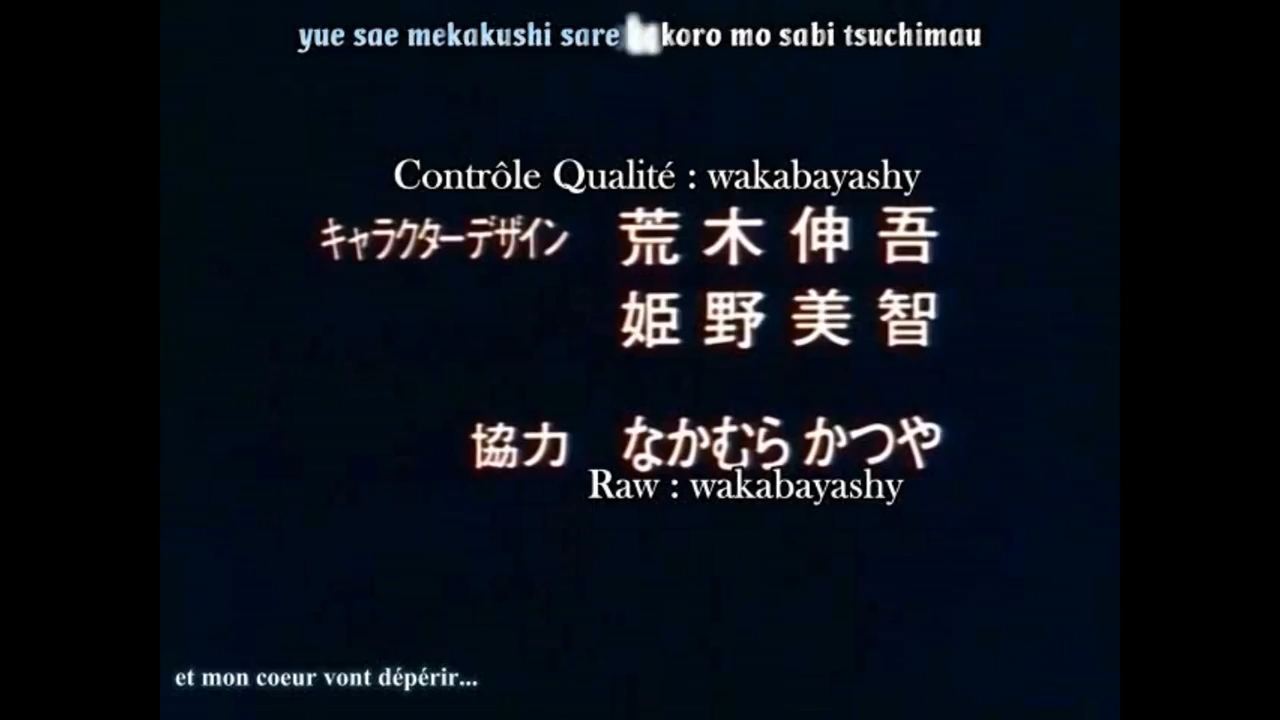 yue sae mekakushi sare koro mo sabi tsuchimau
Contrôle Qualité : wakabayashy
キャラクターデザイン 荒木伸吾
姫野美智
協力 なかむらかつや
Raw : wakabayashy
et mon coeur vont dépérir...